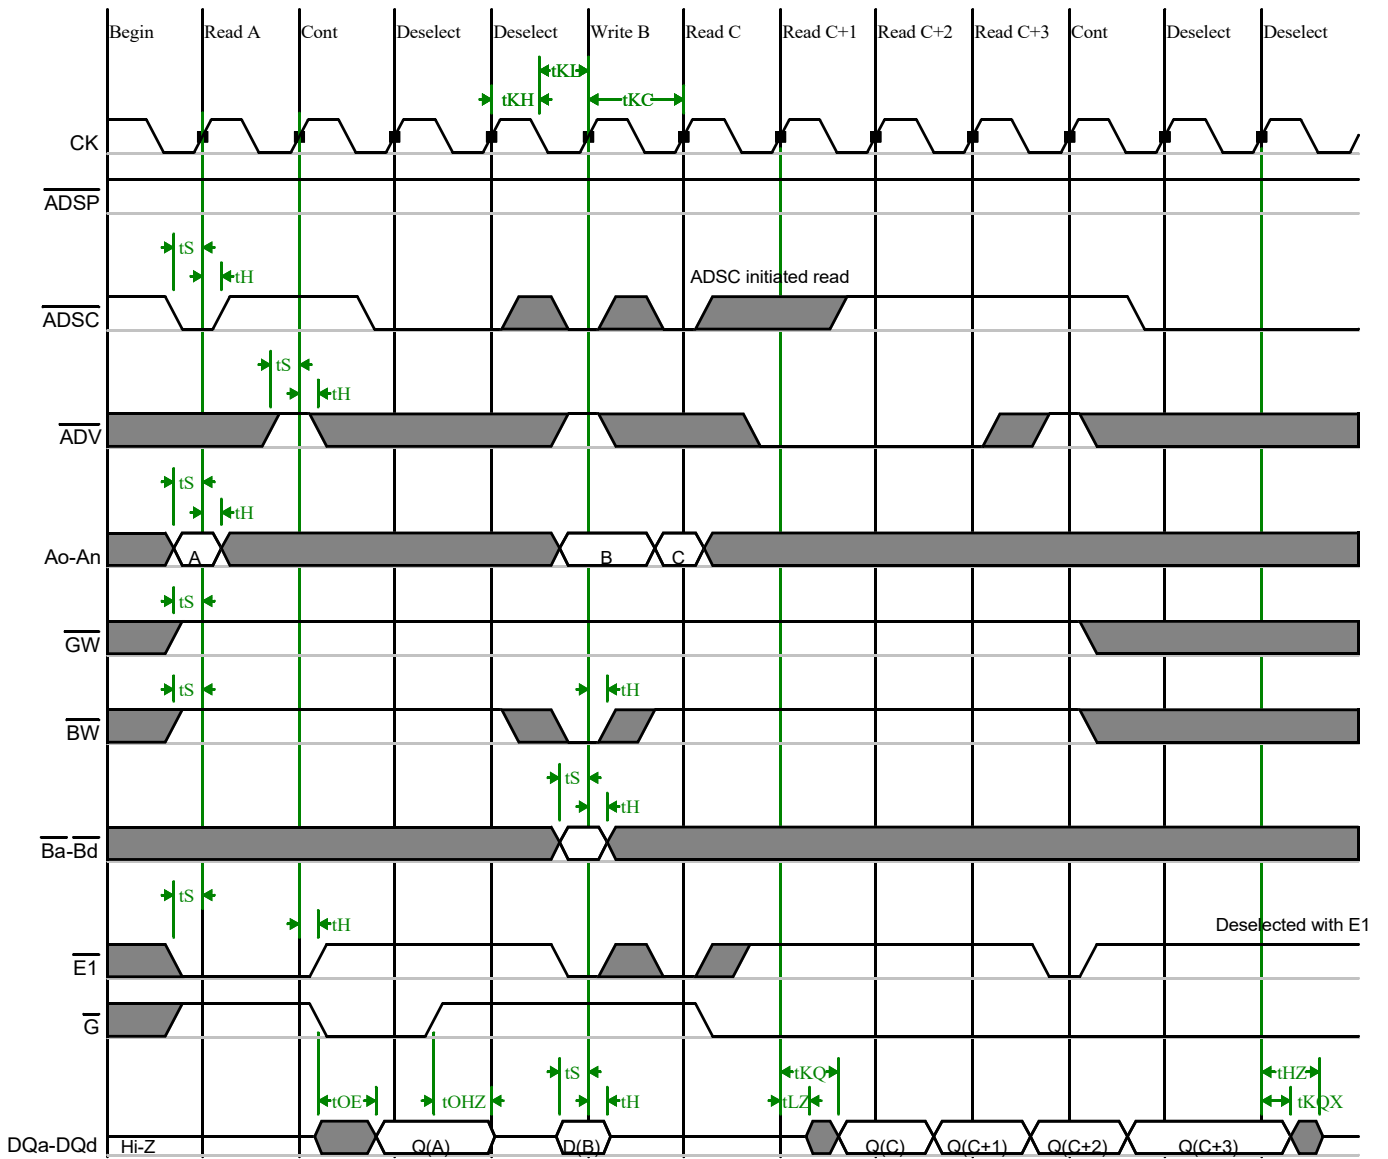 Begin Read A Cont Deselect Deselect Write B Read C Read C+1 Read C+2 Read C+3 Cont Deselect Deselect
tKL
tKH tKC
CK
ADSP
tS
tH
ADSC initiated read
ADSC
tS
tH
ADV
tS
tH
Ao-An A B C
tS
GW
tS tH
BW
tS
tH
Ba-Bd
tS
tH
Deselected with E1
E1
G
tS tKQ tHZ
tOE tOHZ tH tLZ tKQX
DQa-DQd Hi-Z Q(A) D(B) Q(C) Q(C+1) Q(C+2) Q(C+3)